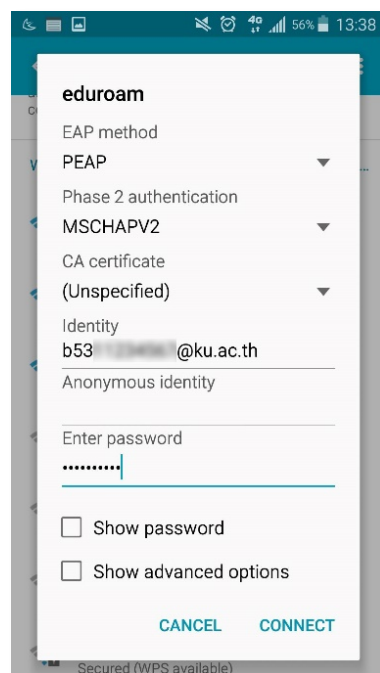 4G 56% 13:38
eduroam
EAP method
PEAP
Phase 2 authentication
MSCHAPV2
CA certificate
(Unspecified)
Identity
b53 @ku.ac.th
Anonymous identity
Enter password
••••••••••
Show password
Show advanced options
CANCEL CONNECT
Secured (WPS available)